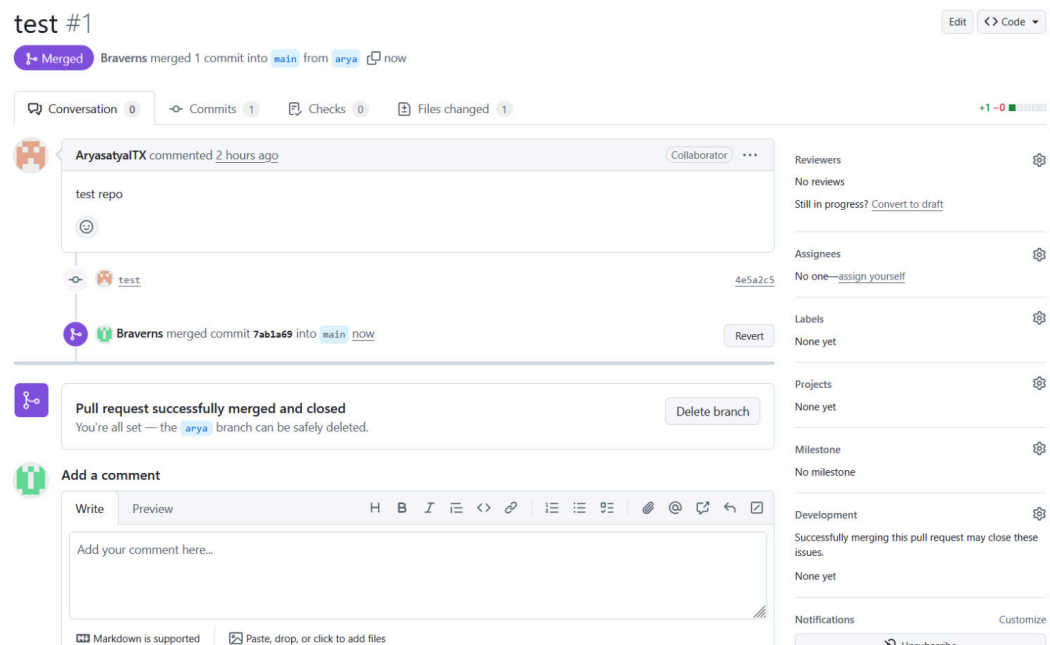 test #1
Edit
<> Code
Merged
Braverns merged 1 commit into main from arya now
Conversation 0
Commits 1
Checks 0
Files changed 1
+1 −0
AryasatyaITX commented 2 hours ago
Collaborator
test repo
test
4e5a2c5
Braverns merged commit 7ab1a69 into main now
Revert
Pull request successfully merged and closed
You're all set — the arya branch can be safely deleted.
Delete branch
Add a comment
Write
Preview
Add your comment here...
Markdown is supported
Paste, drop, or click to add files
Reviewers
No reviews
Still in progress? Convert to draft
Assignees
No one—assign yourself
Labels
None yet
Projects
None yet
Milestone
No milestone
Development
Successfully merging this pull request may close these
issues.
None yet
Notifications
Customize
Unsubscribe